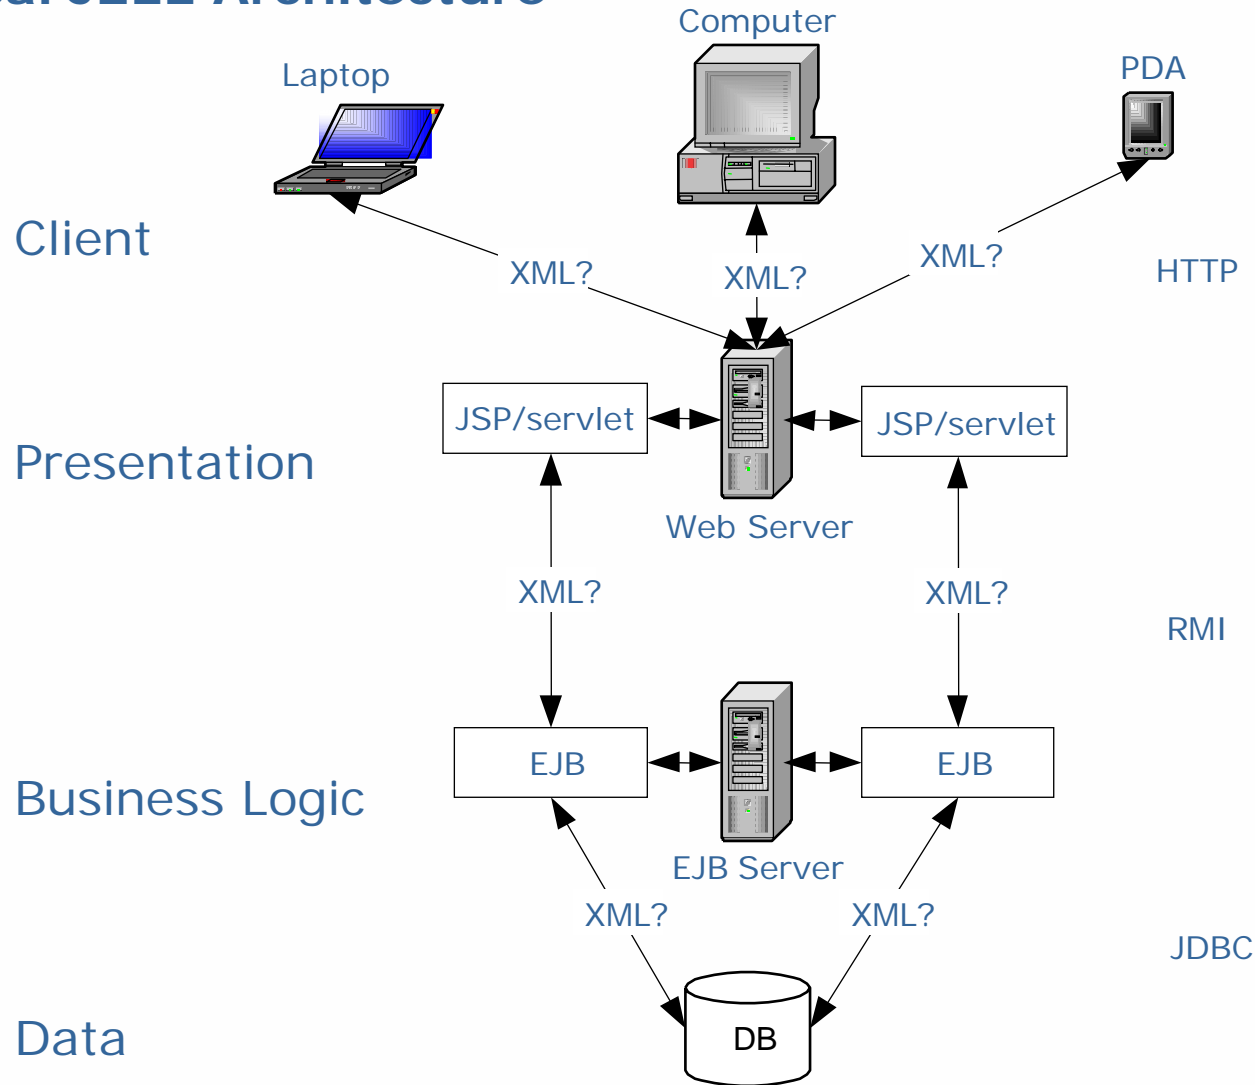 Architecture
Computer
Laptop
PDA
Client
XML?
XML?
XML?
HTTP
JSP/servlet
JSP/servlet
Presentation
Web Server
XML?
XML?
RMI
EJB
EJB
Business Logic
EJB Server
XML?
XML?
JDBC
Data
DB